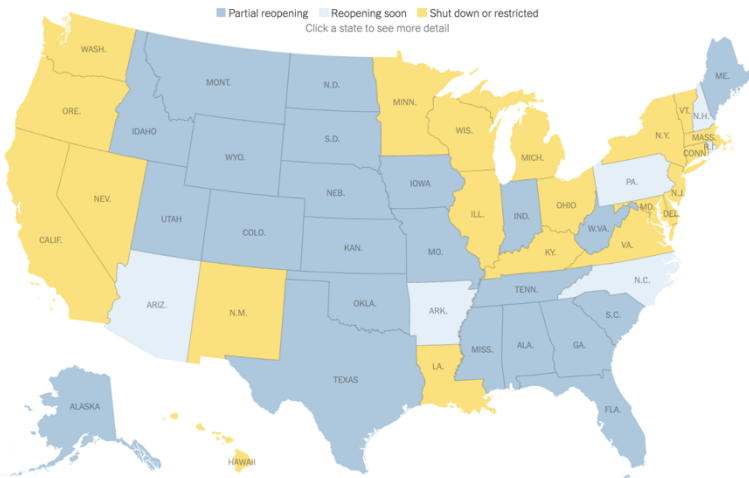 Partial reopening Reopening soon Shut down or restricted
Click a state to see more detail
WASH.
MONT.
N.D.
MINN.
ME.
VT.
N.H.
ORE.
IDAHO
S.D.
WIS.
MICH.
N.Y.
MASS.
CONN.
R.I.
WYO.
IOWA
PA.
N.J.
NEV.
UTAH
NEB.
ILL.
IND.
OHIO
MD.
DEL.
CALIF.
COLO.
KAN.
MO.
W.VA.
KY.
VA.
ARIZ.
N.M.
OKLA.
ARK.
TENN.
N.C.
S.C.
TEXAS
LA.
MISS.
ALA.
GA.
FLA.
ALASKA
HAWAII